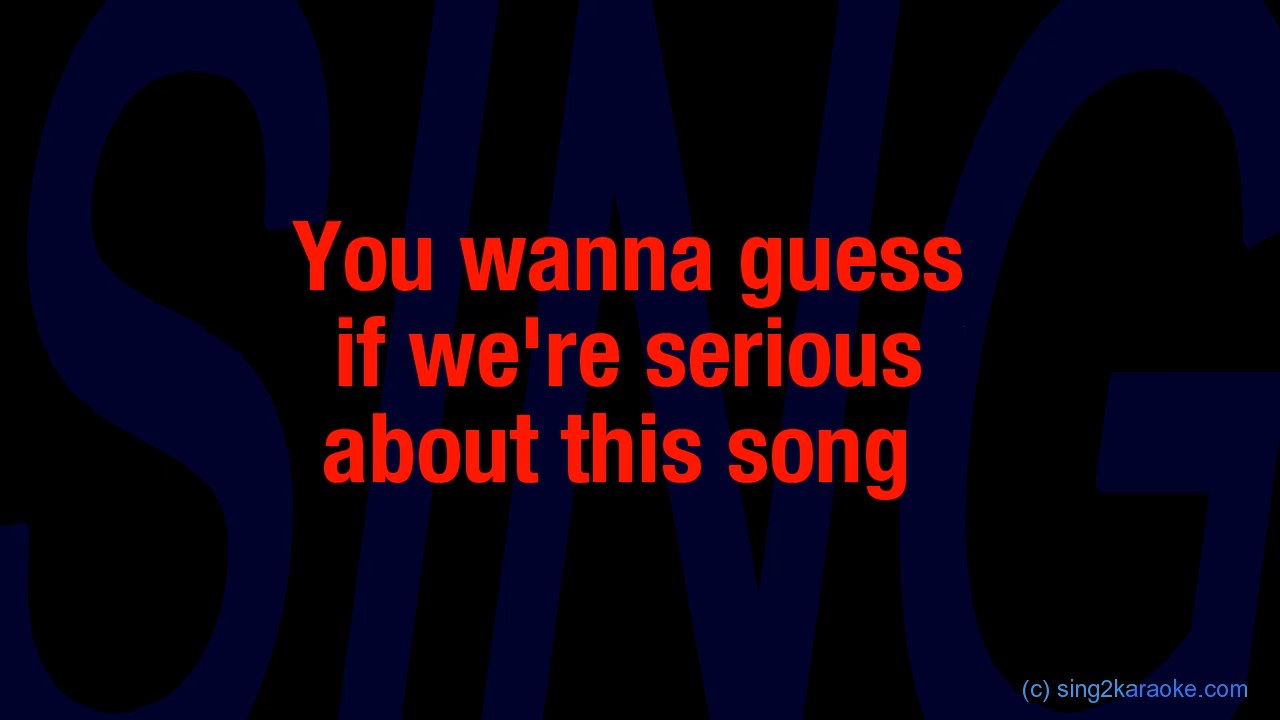 SING
You wanna guess
if we're serious
about this song
(c) sing2karaoke.com